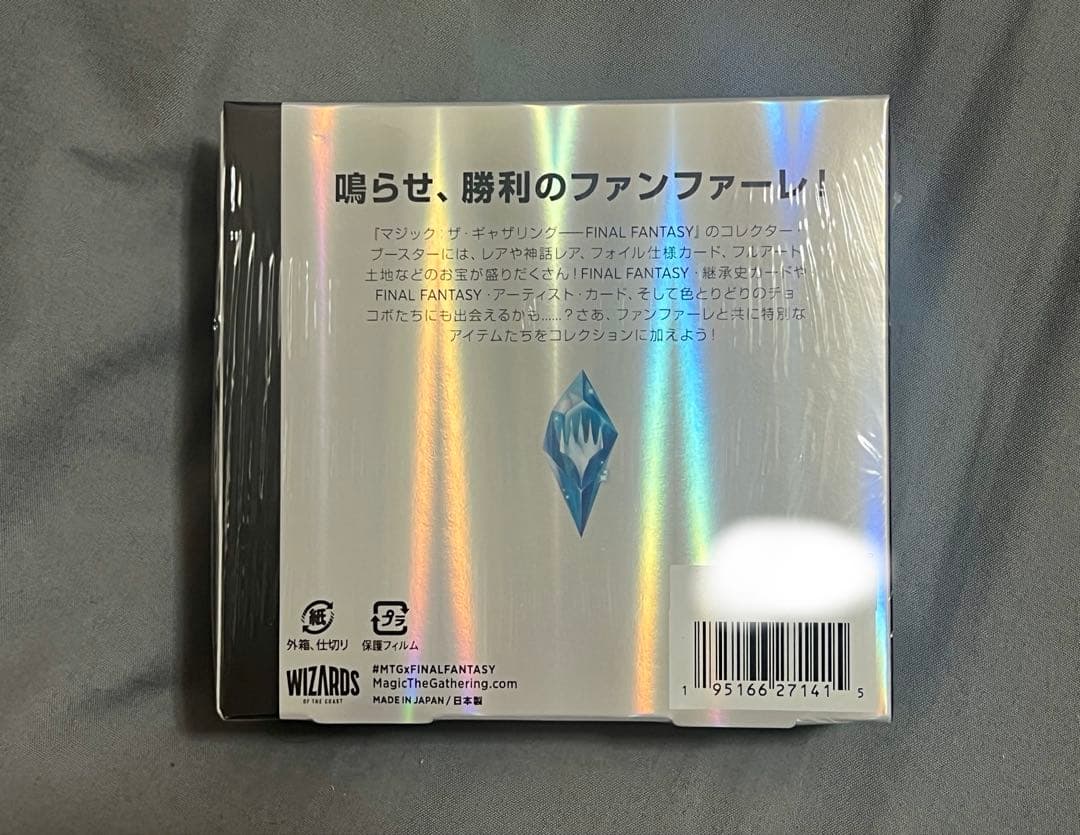 鳴らせ、勝利のファンファーレ!
『マジック:ザ・ギャザリング——FINAL FANTASY』のコレクター・
ブースターには、レアや神話レア、フォイル仕様カード、フルアート
土地などのお宝が盛りだくさん!FINAL FANTASY・継承史カードや
FINAL FANTASY・アーティスト・カード、そして色とりどりのチョ
コボたちにも出会えるかも……?さあ、ファンファーレと共に特別な
アイテムたちをコレクションに加えよう!
紙
外箱、仕切り
プラ
保護フィルム
WIZARDS
OF THE COAST
#MTGxFINALFANTASY
MagicTheGathering.com
MADE IN JAPAN / 日本製
1 95166 27141 5